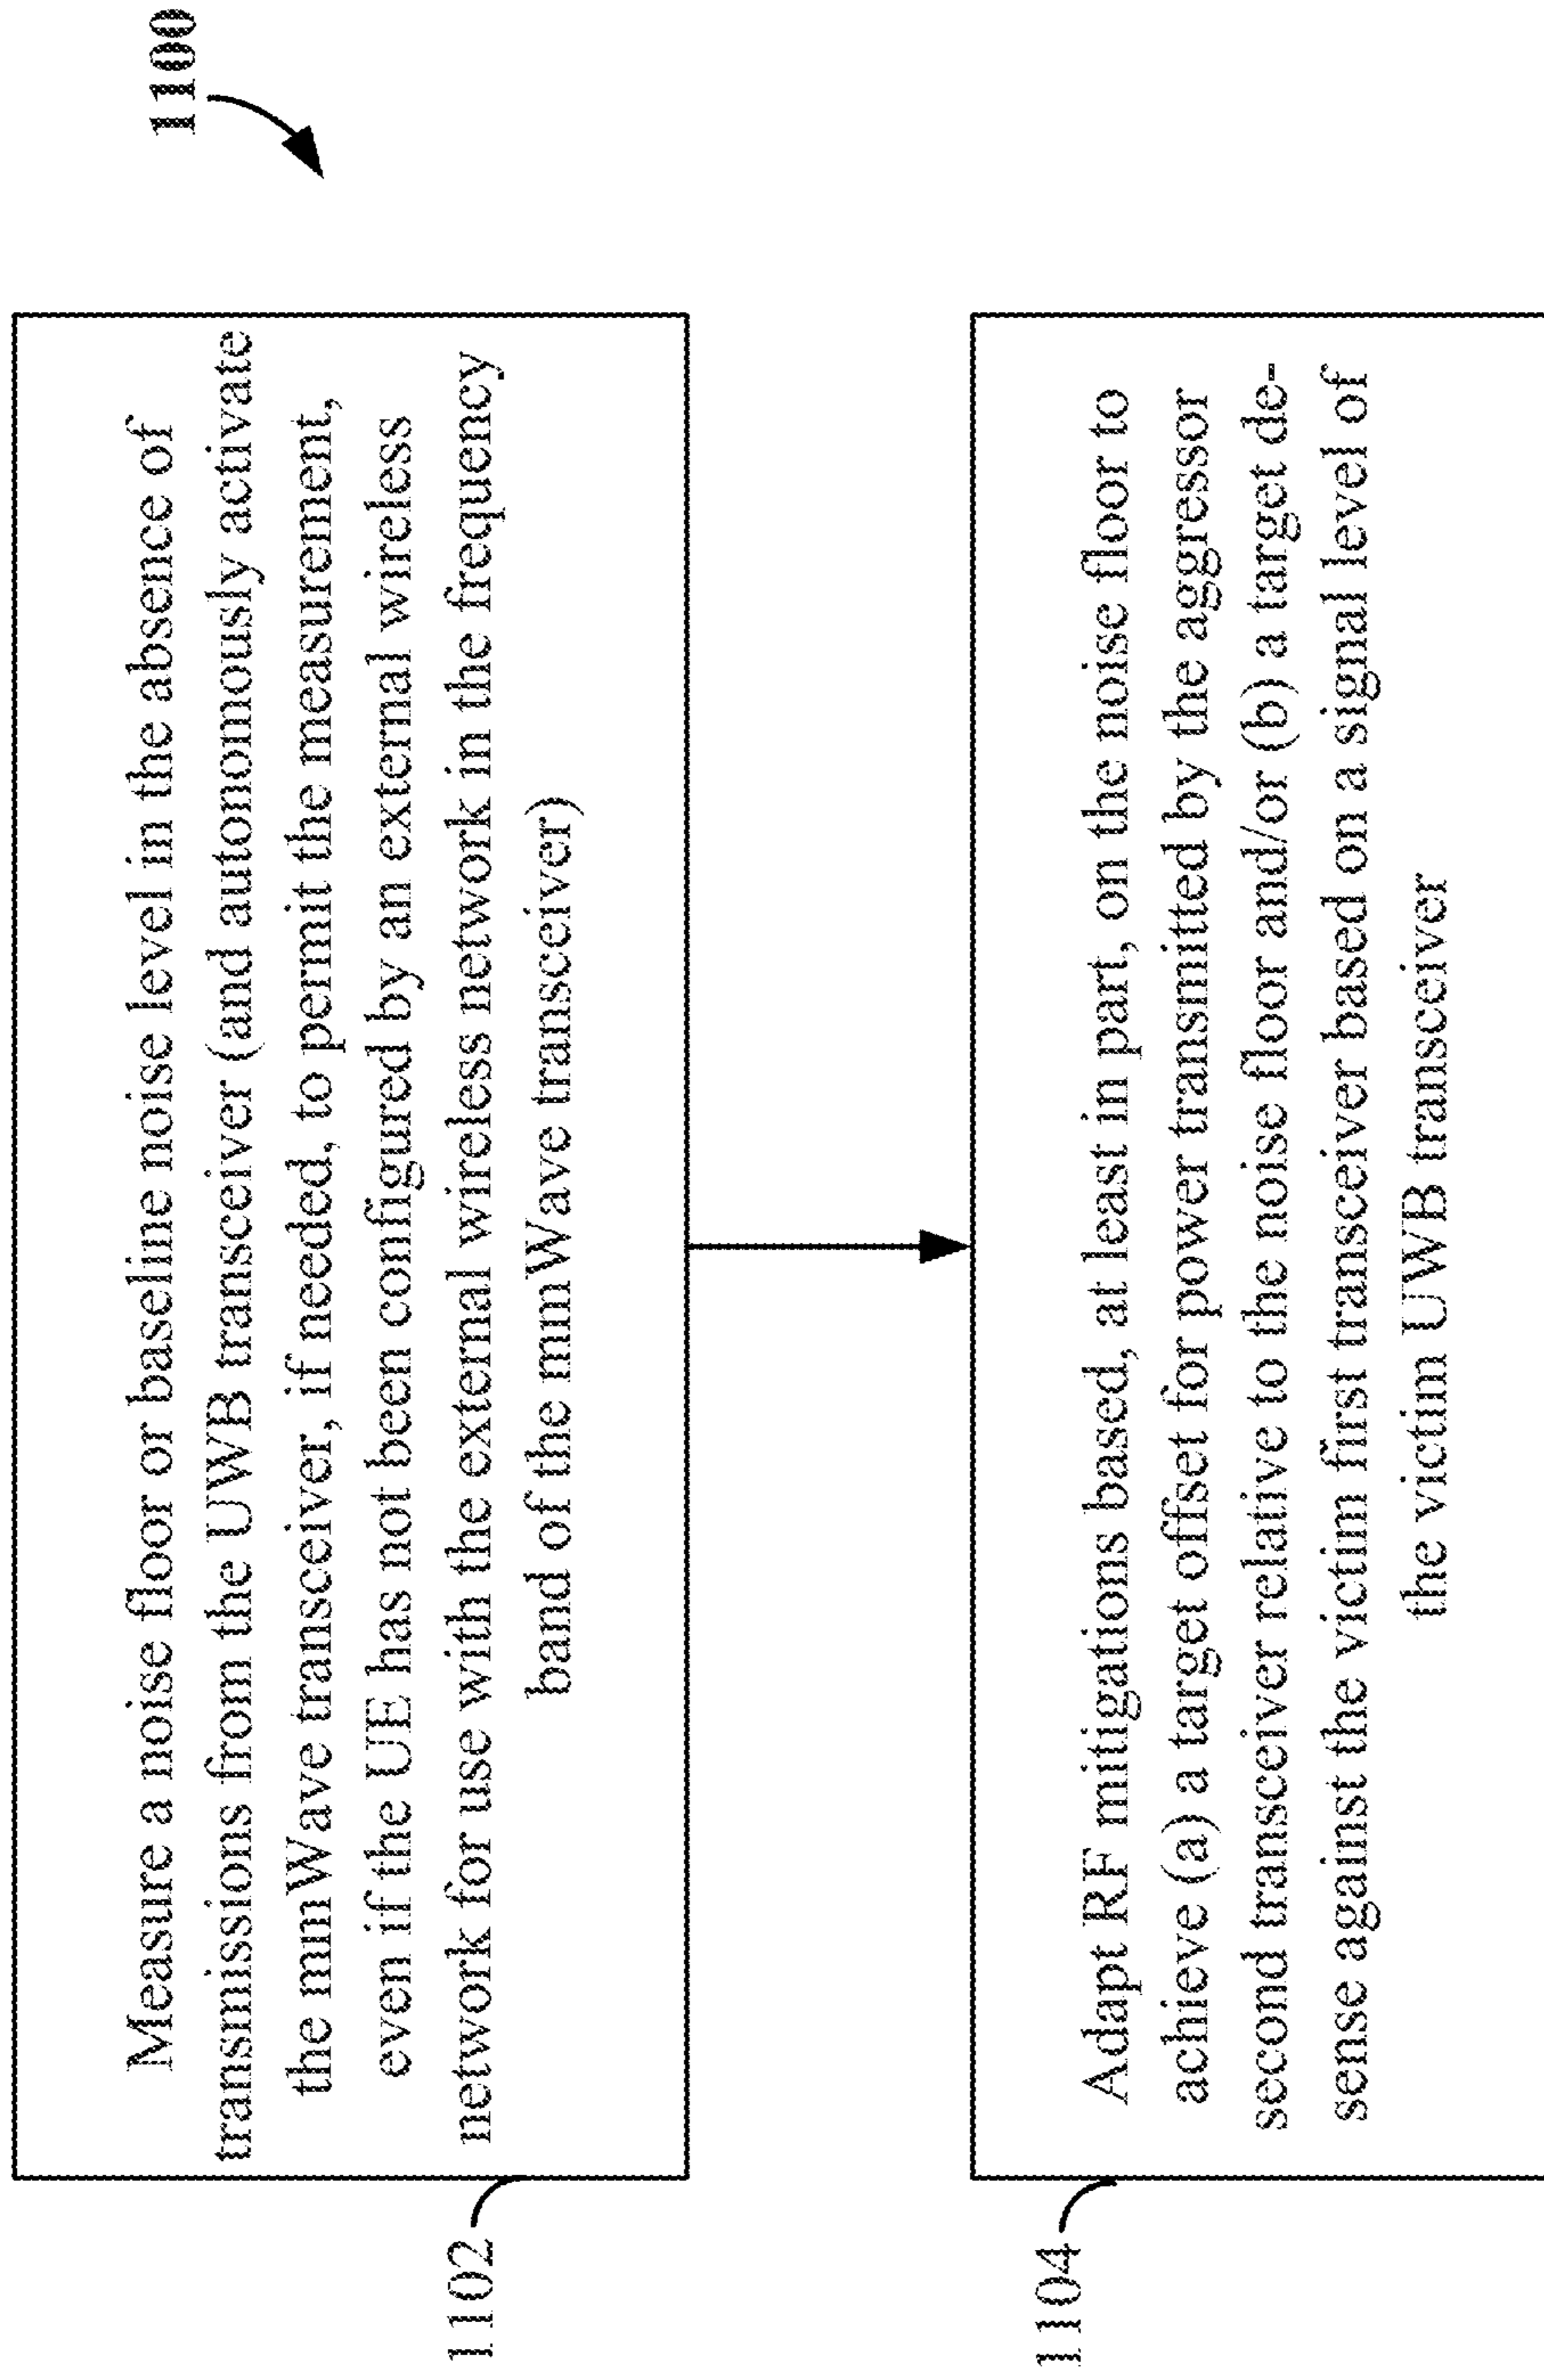 1100
Measure a noise floor or baseline noise level in the absence of
transmissions from the UWB transceiver (and autonomously activate
the mmWave transceiver, if needed, to permit the measurement,
even if the UE has not been configured by an external wireless
network for use with the external wireless network in the frequency
band of the mmWave transceiver)
1102
Adapt RF mitigations based, at least in part, on the noise floor to
achieve (a) a target offset for power transmitted by the aggressor
second transceiver relative to the noise floor and/or (b) a target de-
sense against the victim first transceiver based on a signal level of
the victim UWB transceiver
1104